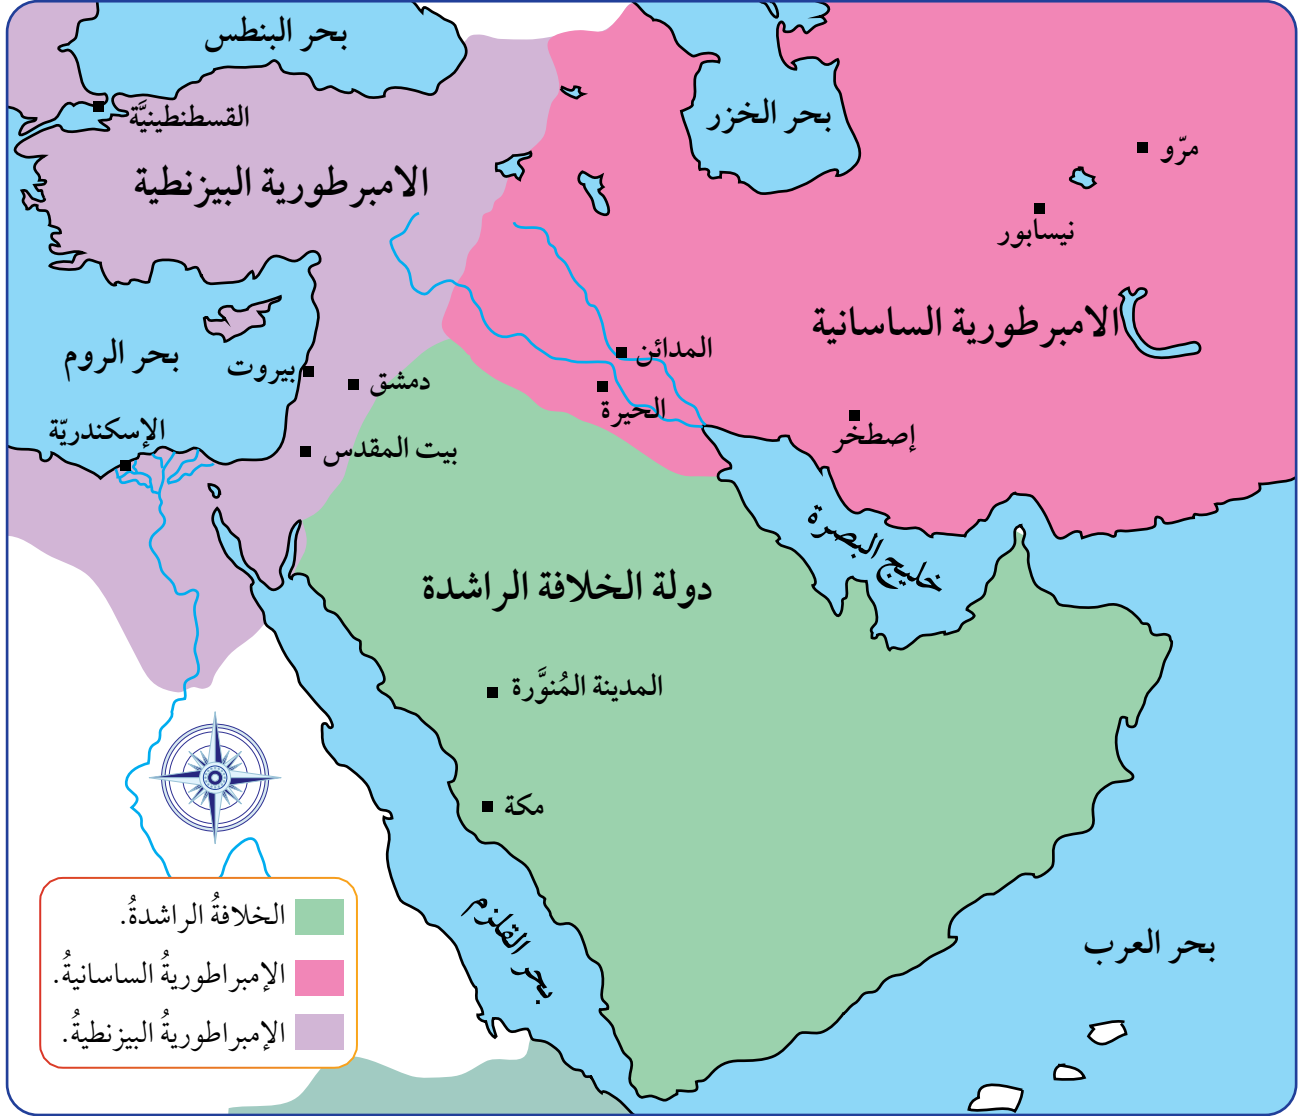 بحر البنطس
القسطنطينيَّة
بحر الخزر
مرّو
الامبرطورية البيزنطية
نيسابور
الامبرطورية الساسانية
بحر الروم
بيروت
دمشق
المدائن
الحيرة
الإسكندريّة
بيت المقدس
إصطخر
خليج البصرة
دولة الخلافة الراشدة
المدينة المُنوَّرة
مكة
بحر القلزم
بحر العرب
الخلافةُ الراشدةُ.
الإمبراطوريةُ الساسانيةُ.
الإمبراطوريةُ البيزنطيةُ.